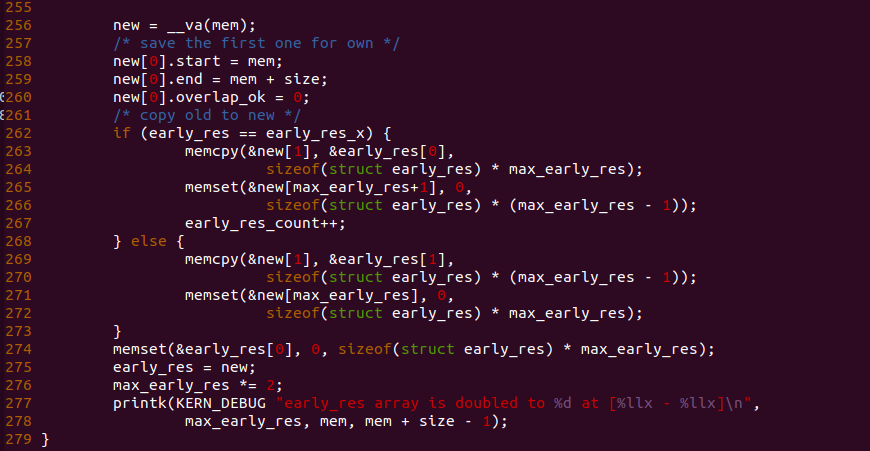 255
256         new = __va(mem);
257         /* save the first one for own */
258         new[0].start = mem;
259         new[0].end = mem + size;
260         new[0].overlap_ok = 0;
261         /* copy old to new */
262         if (early_res == early_res_x) {
263                 memcpy(&new[1], &early_res[0],
264                          sizeof(struct early_res) * max_early_res);
265                 memset(&new[max_early_res+1], 0,
266                          sizeof(struct early_res) * (max_early_res - 1));
267                 early_res_count++;
268         } else {
269                 memcpy(&new[1], &early_res[1],
270                          sizeof(struct early_res) * (max_early_res - 1));
271                 memset(&new[max_early_res], 0,
272                          sizeof(struct early_res) * max_early_res);
273         }
274         memset(&early_res[0], 0, sizeof(struct early_res) * max_early_res);
275         early_res = new;
276         max_early_res *= 2;
277         printk(KERN_DEBUG "early_res array is doubled to %d at [%llx - %llx]\n",
278                 max_early_res, mem, mem + size - 1);
279 }